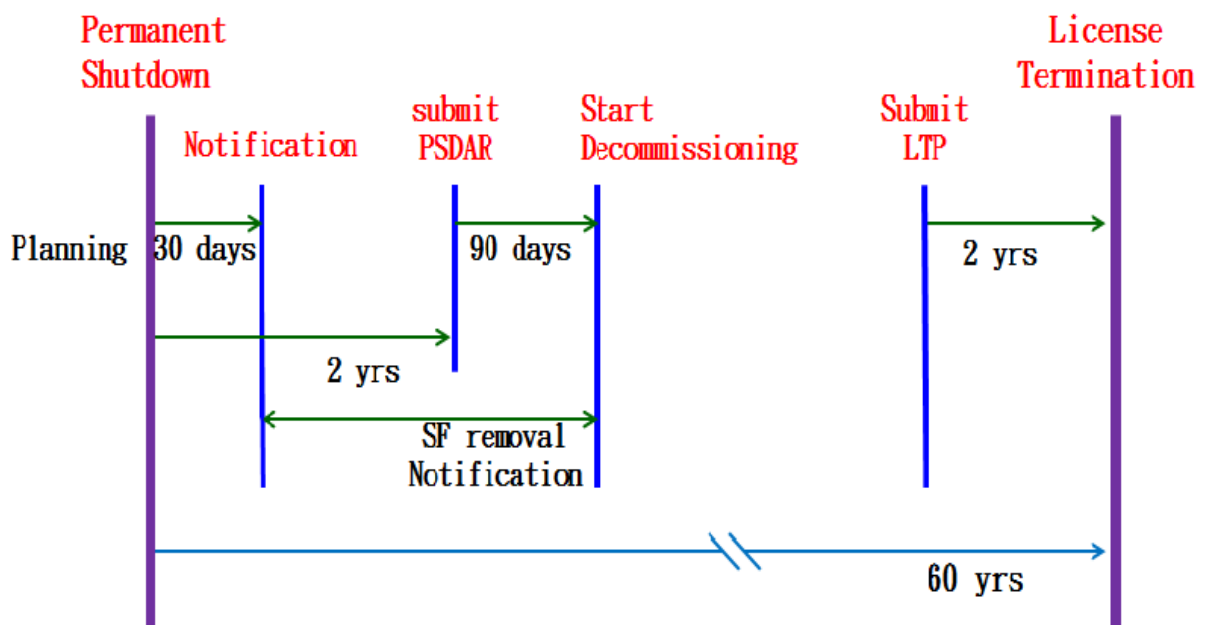 Permanent
Shutdown
License
Termination
Notification
submit
PSDAR
Start
Decommissioning
Submit
LTP
Planning
30 days
90 days
2 yrs
2 yrs
SF removal
Notification
60 yrs